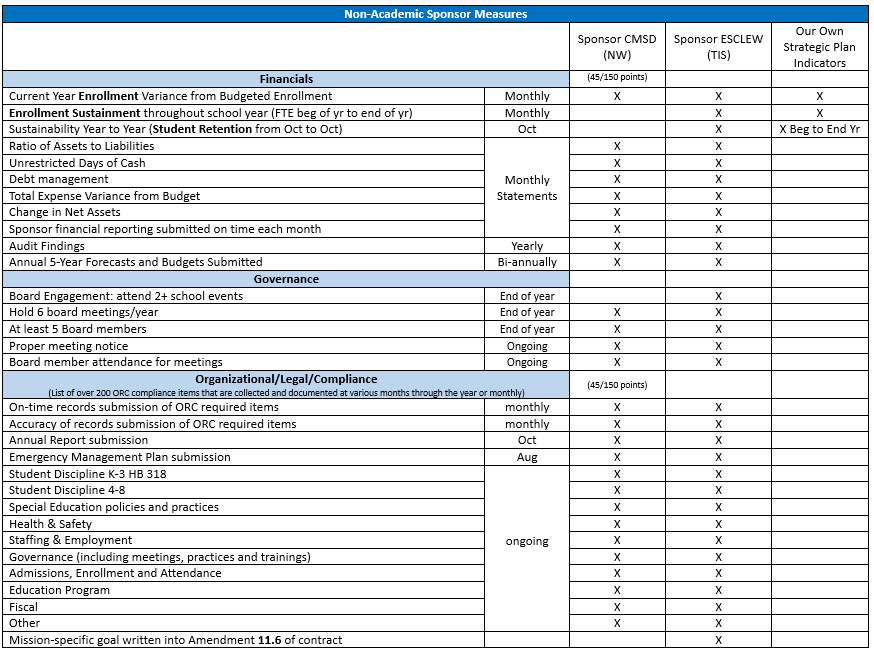 Non-Academic Sponsor Measures
Sponsor CMSD (NW) Sponsor ESCLEW (TIS) Our Own Strategic Plan Indicators
Financials (45/150 points)
Current Year Enrollment Variance from Budgeted Enrollment Monthly X X X
Enrollment Sustainment throughout school year (FTE beg of yr to end of yr) Monthly X X
Sustainability Year to Year (Student Retention from Oct to Oct) Oct X X Beg to End Yr
Ratio of Assets to Liabilities X X
Unrestricted Days of Cash X X
Debt management Monthly Statements X X
Total Expense Variance from Budget X X
Change in Net Assets X X
Sponsor financial reporting submitted on time each month X X
Audit Findings Yearly X X
Annual 5-Year Forecasts and Budgets Submitted Bi-annually X X
Governance
Board Engagement: attend 2+ school events End of year X
Hold 6 board meetings/year End of year X X
At least 5 Board members End of year X X
Proper meeting notice Ongoing X X
Board member attendance for meetings Ongoing X X
Organizational/Legal/Compliance (45/150 points)
(List of over 200 ORC compliance items that are collected and documented at various months through the year or monthly)
On-time records submission of ORC required items monthly X X
Accuracy of records submission of ORC required items monthly X X
Annual Report submission Oct X X
Emergency Management Plan submission Aug X X
Student Discipline K-3 HB 318 X X
Student Discipline 4-8 X X
Special Education policies and practices X X
Health & Safety X X
Staffing & Employment ongoing X X
Governance (including meetings, practices and trainings) X X
Admissions, Enrollment and Attendance X X
Education Program X X
Fiscal X X
Other X X
Mission-specific goal written into Amendment 11.6 of contract X